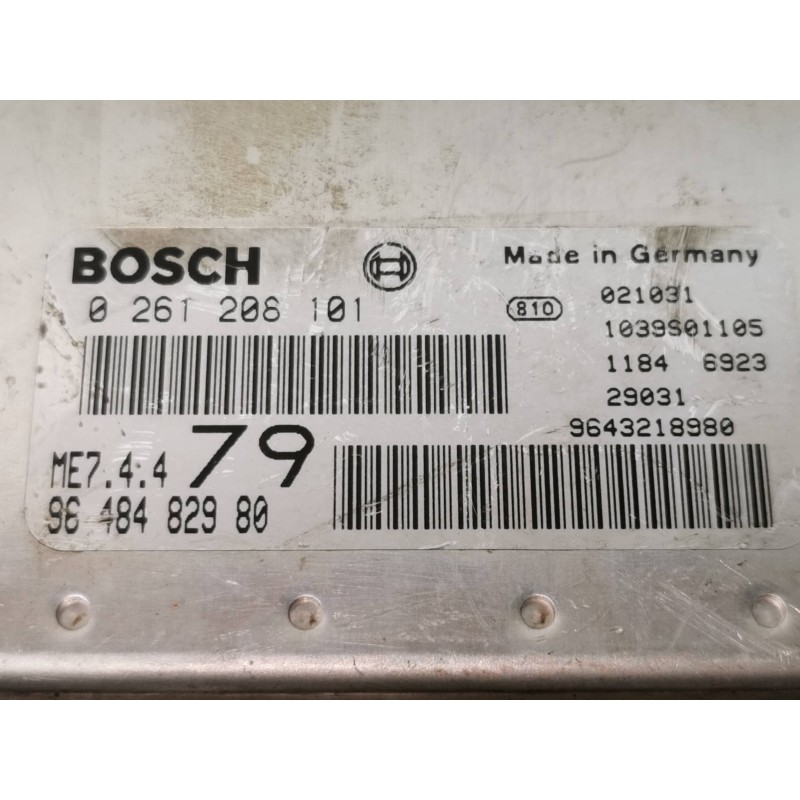 BOSCH
Made in Germany
0 261 208 101
810
021031
1039S01105
1184 6923
29031
9643218980
ME7.4.4
79
96 484 829 80